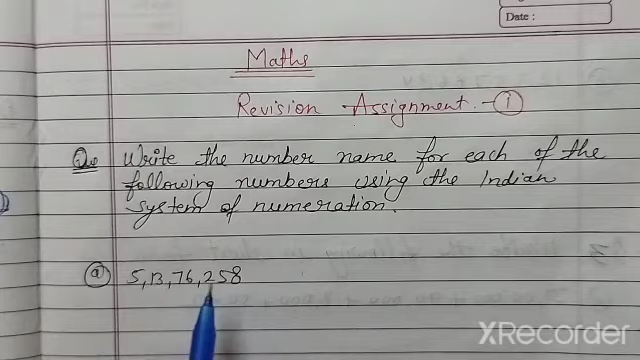 Date :
Maths
Revision Assignment - 1
Que Write the number name for each of the
following numbers using the Indian
system of numeration.
a 5,13,76,258
XRecorder